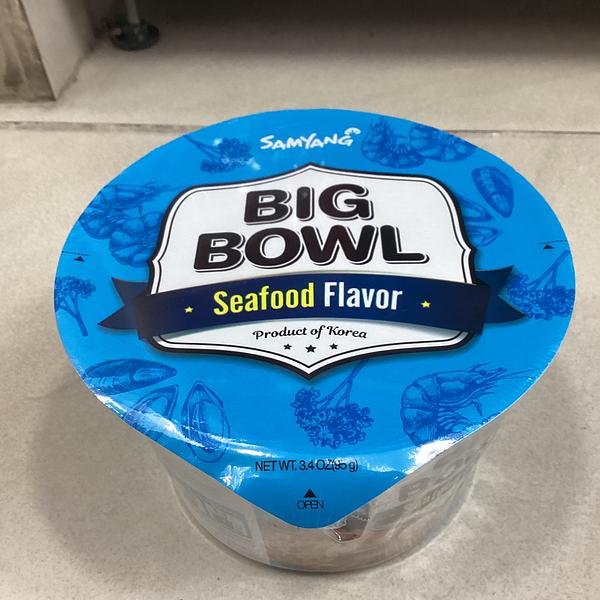 SAMYANG
BIG
BOWL
Seafood Flavor
Product of Korea
NET WT. 3.4 OZ(95 g)
OPEN